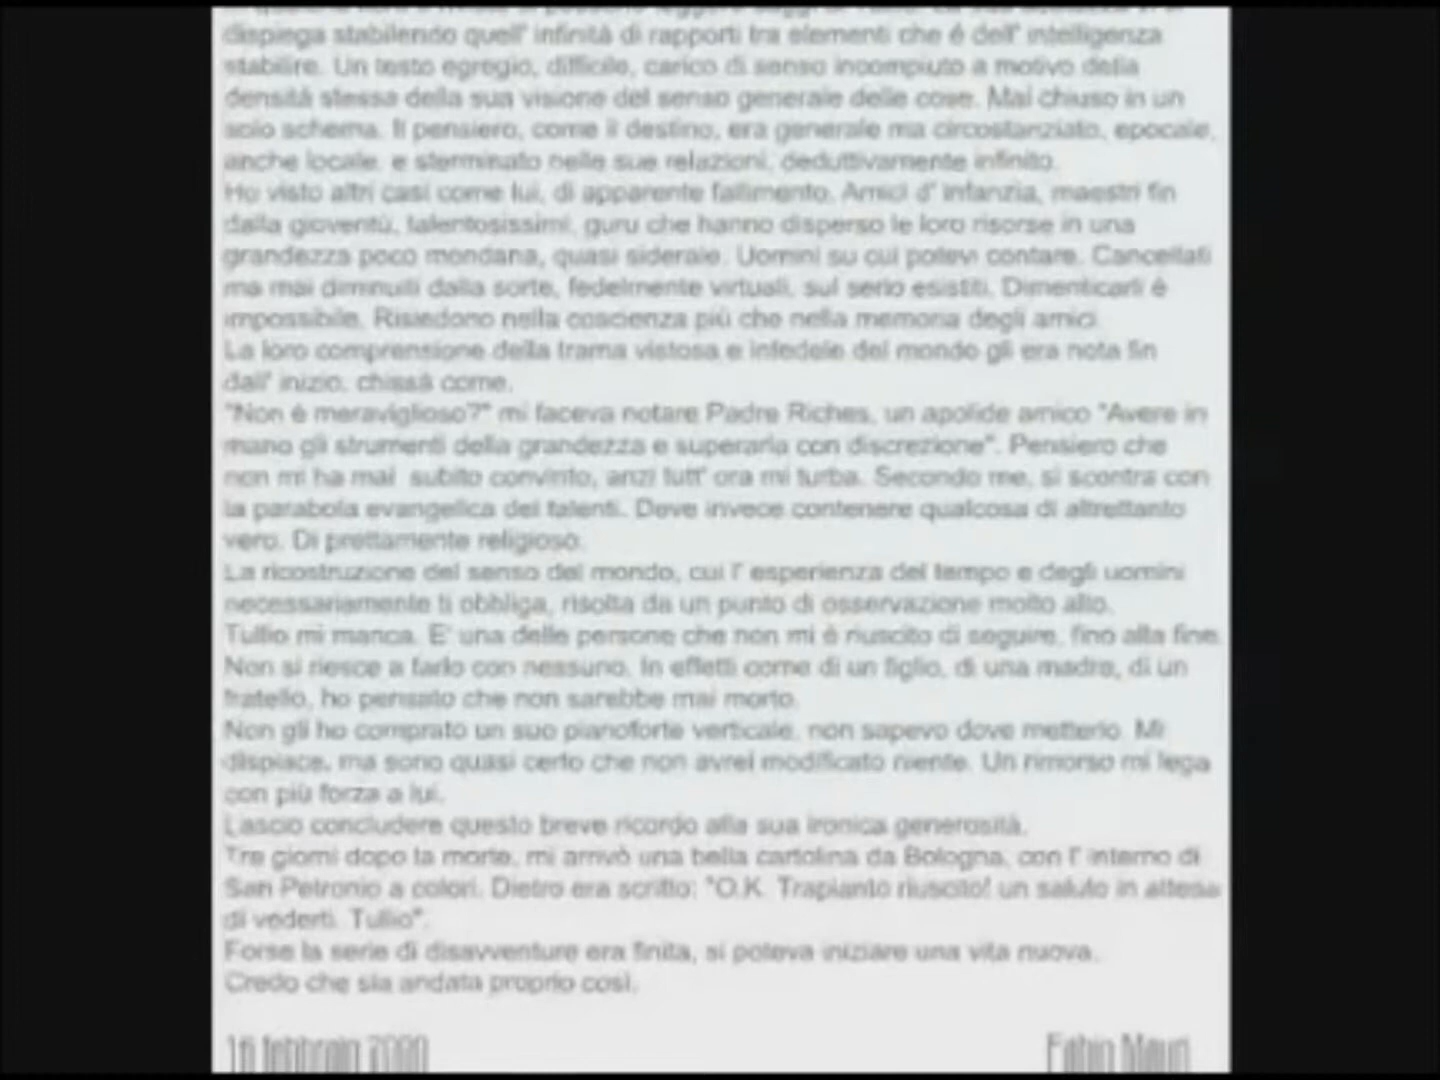 dispiega stabilendo quell' infinità di rapporti tra elementi che é dell' intelligenza
stabilire. Un testo egregio, difficile, carico di senso incompiuto a motivo della
densità stessa della sua visione del senso generale delle cose. Mai chiuso in un
solo schema. Il pensiero, come il destino, era generale ma circostanziato, epocale,
anche locale, e sterminato nelle sue relazioni, deduttivamente infinito.
Ho visto altri casi come lui, di apparente fallimento. Amici d' infanzia, maestri fin
dalla gioventù, talentosissimi, guru che hanno disperso le loro risorse in una
grandezza poco mondana, quasi siderale. Uomini su cui potevi contare. Cancellati
ma mai diminuiti dalla sorte, fedelmente virtuali, sul serio esistiti. Dimenticarli è
impossibile. Risiedono nella coscienza più che nella memoria degli amici.
La loro comprensione della trama vistosa e infedele del mondo gli era nota fin
dall' inizio, chissà come.
"Non è meraviglioso?" mi faceva notare Padre Riches, un apolide amico "Avere in
mano gli strumenti della grandezza e superarla con discrezione". Pensiero che
non mi ha mai subito convinto, anzi tutt' ora mi turba. Secondo me, si scontra con
la parabola evangelica dei talenti. Deve invece contenere qualcosa di altrettanto
vero. Di prettamente religioso.
La ricostruzione del senso del mondo, cui l' esperienza del tempo e degli uomini
necessariamente ti obbliga, risolta da un punto di osservazione molto alto.
Tullio mi manca. E' una delle persone che non mi è riuscito di seguire, fino alla fine.
Non si riesce a farlo con nessuno. In effetti come di un figlio, di una madre, di un
fratello, ho pensato che non sarebbe mai morto.
Non gli ho comprato un suo pianoforte verticale, non sapevo dove metterlo. Mi
dispiace, ma sono quasi certo che non avrei modificato niente. Un rimorso mi lega
con più forza a lui.
Lascio concludere questo breve ricordo alla sua ironica generosità.
Tre giorni dopo la morte, mi arrivò una bella cartolina da Bologna, con l' interno di
San Petronio a colori. Dietro era scritto: "O.K. Trapianto riuscito! un saluto in attesa
di vederti. Tullio".
Forse la serie di disavventure era finita, si poteva iniziare una vita nuova.
Credo che sia andata proprio così.
16 febbraio 2000 Fabio Mauri